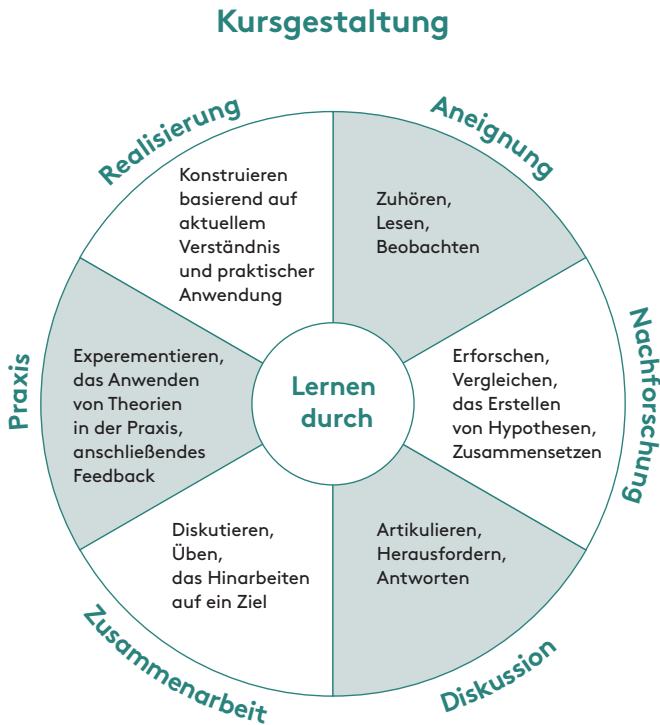 Kursgestaltung
Aneignung
Zuhören,
Lesen,
Beobachten
Nachforschung
Erforschen,
Vergleichen,
das Erstellen
von Hypothesen,
Zusammensetzen
Diskussion
Artikulieren,
Herausfordern,
Antworten
Zusammenarbeit
Diskutieren,
Üben,
das Hinarbeiten
auf ein Ziel
Praxis
Experementieren,
das Anwenden
von Theorien
in der Praxis,
anschließendes
Feedback
Realisierung
Konstruieren
basierend auf
aktuellem
Verständnis
und praktischer
Anwendung
Lernen
durch